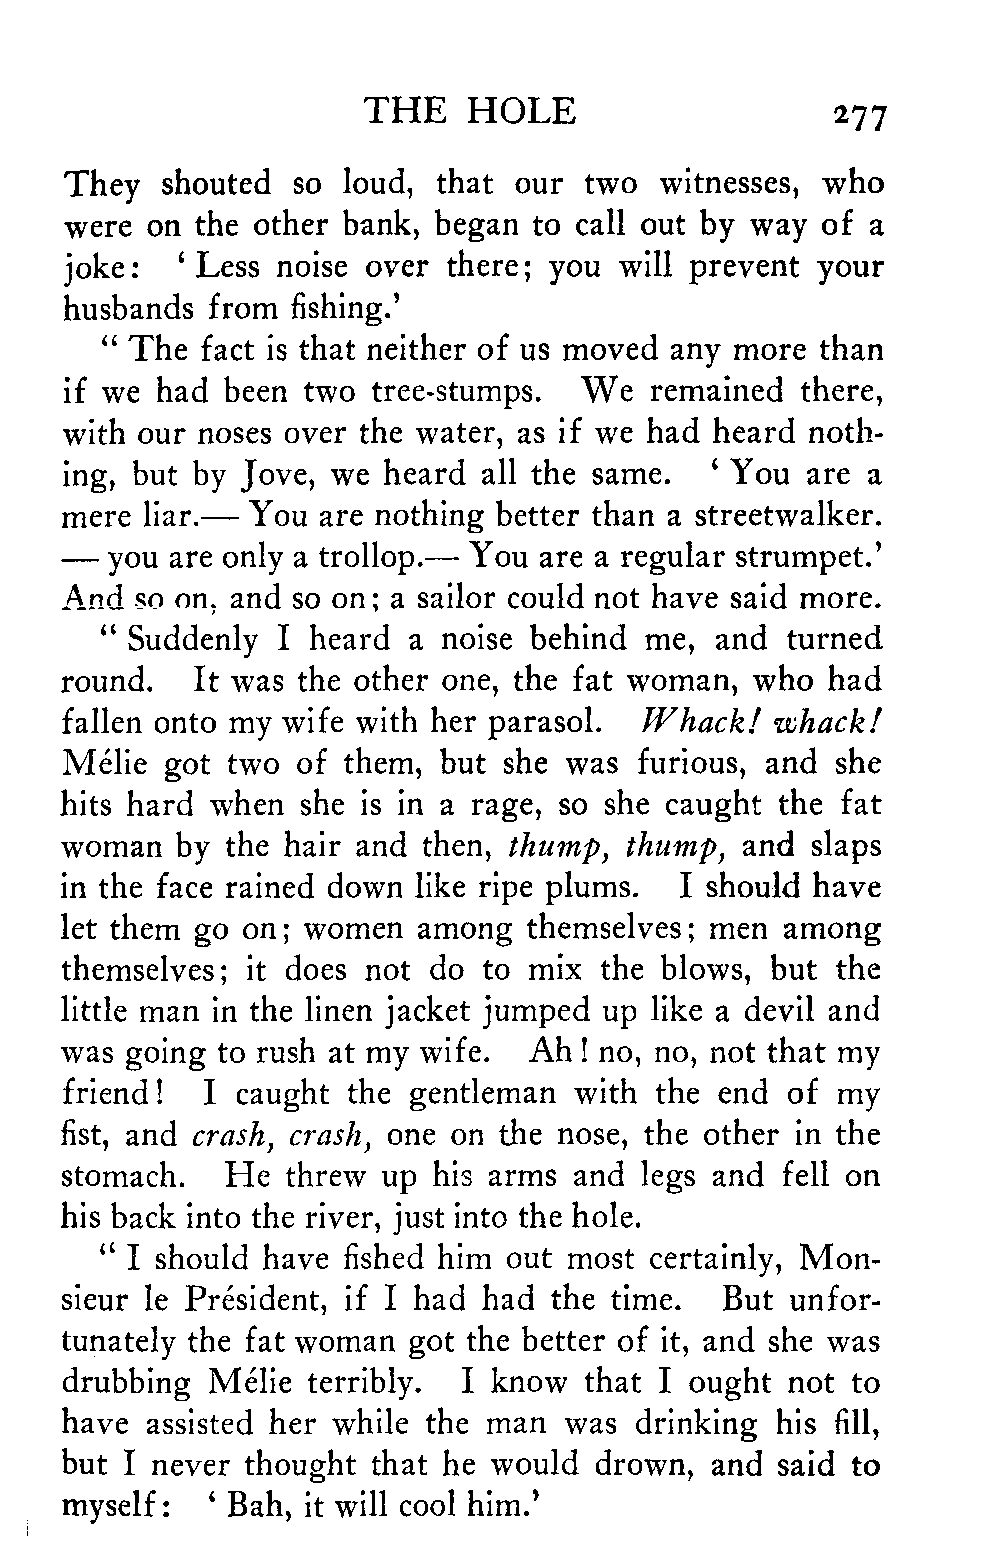 THE HOLE 277
They shouted so loud, that our two witnesses, who
were on the other bank, began to call out by way of a
joke: ‘ Less noise over there; you will prevent your
husbands from fishing.’
“ The fact is that neither of us moved any more than
if we had been two tree-stumps. We remained there,
with our noses over the water, as if we had heard noth-
ing, but by Jove, we heard all the same. ‘ You are a
mere liar.— You are nothing better than a streetwalker.
— you are only a trollop.— You are a regular strumpet.’
And so on, and so on; a sailor could not have said more.
“ Suddenly I heard a noise behind me, and turned
round. It was the other one, the fat woman, who had
fallen onto my wife with her parasol. Whack! whack!
Mélie got two of them, but she was furious, and she
hits hard when she is in a rage, so she caught the fat
woman by the hair and then, thump, thump, and slaps
in the face rained down like ripe plums. I should have
let them go on; women among themselves; men among
themselves; it does not do to mix the blows, but the
little man in the linen jacket jumped up like a devil and
was going to rush at my wife. Ah! no, no, not that my
friend! I caught the gentleman with the end of my
fist, and crash, crash, one on the nose, the other in the
stomach. He threw up his arms and legs and fell on
his back into the river, just into the hole.
“ I should have fished him out most certainly, Mon-
sieur le Président, if I had had the time. But unfor-
tunately the fat woman got the better of it, and she was
drubbing Mélie terribly. I know that I ought not to
have assisted her while the man was drinking his fill,
but I never thought that he would drown, and said to
myself: ‘ Bah, it will cool him.’